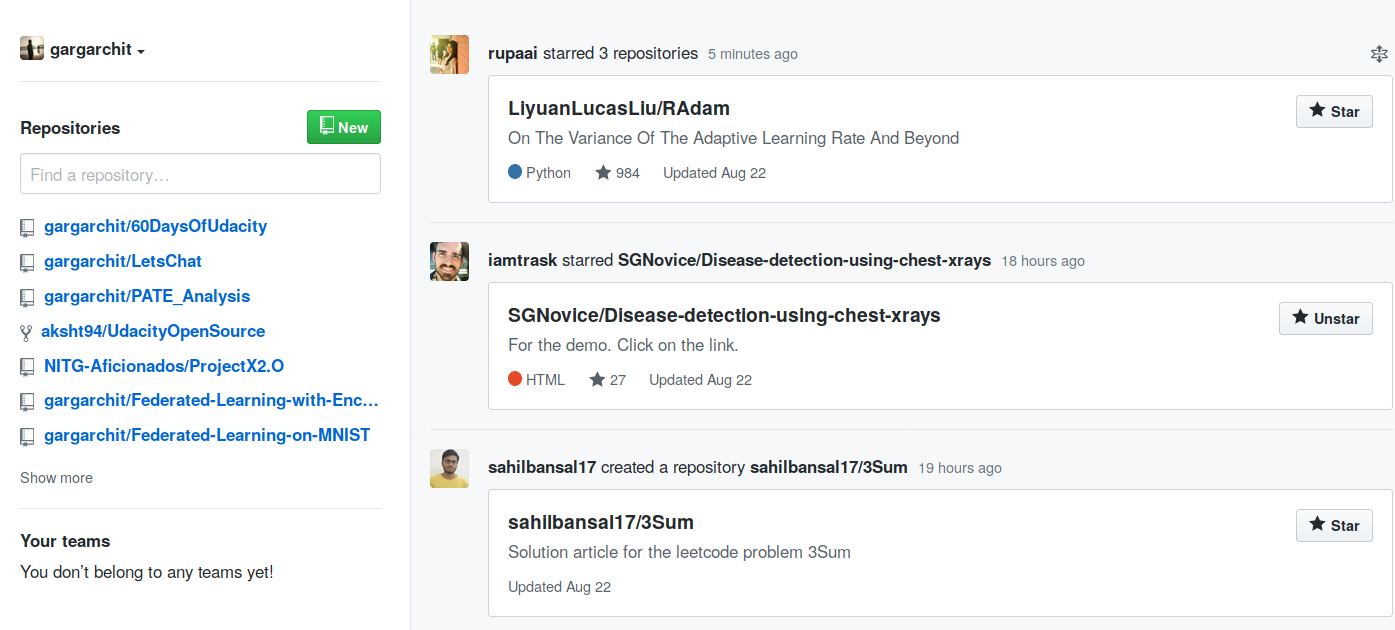 gargarchit
Repositories
New
Find a repository…
gargarchit/60DaysOfUdacity
gargarchit/LetsChat
gargarchit/PATE_Analysis
aksht94/UdacityOpenSource
NITG-Aficionados/ProjectX2.O
gargarchit/Federated-Learning-with-Enc…
gargarchit/Federated-Learning-on-MNIST
Show more
Your teams
You don’t belong to any teams yet!
rupaai starred 3 repositories 5 minutes ago
LiyuanLucasLiu/RAdam
Star
On The Variance Of The Adaptive Learning Rate And Beyond
Python 984 Updated Aug 22
iamtrask starred SGNovice/Disease-detection-using-chest-xrays 18 hours ago
SGNovice/Disease-detection-using-chest-xrays
Unstar
For the demo. Click on the link.
HTML 27 Updated Aug 22
sahilbansal17 created a repository sahilbansal17/3Sum 19 hours ago
sahilbansal17/3Sum
Star
Solution article for the leetcode problem 3Sum
Updated Aug 22